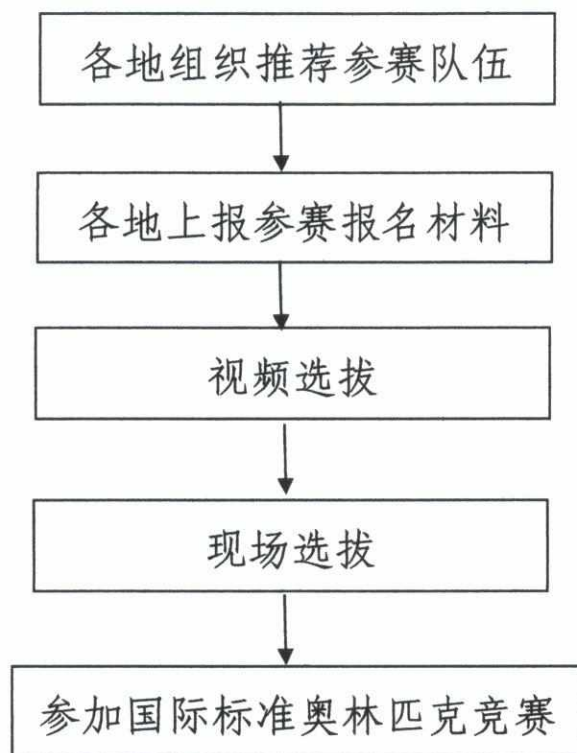 各地组织推荐参赛队伍
各地上报参赛报名材料
视频选拔
现场选拔
参加国际标准奥林匹克竞赛